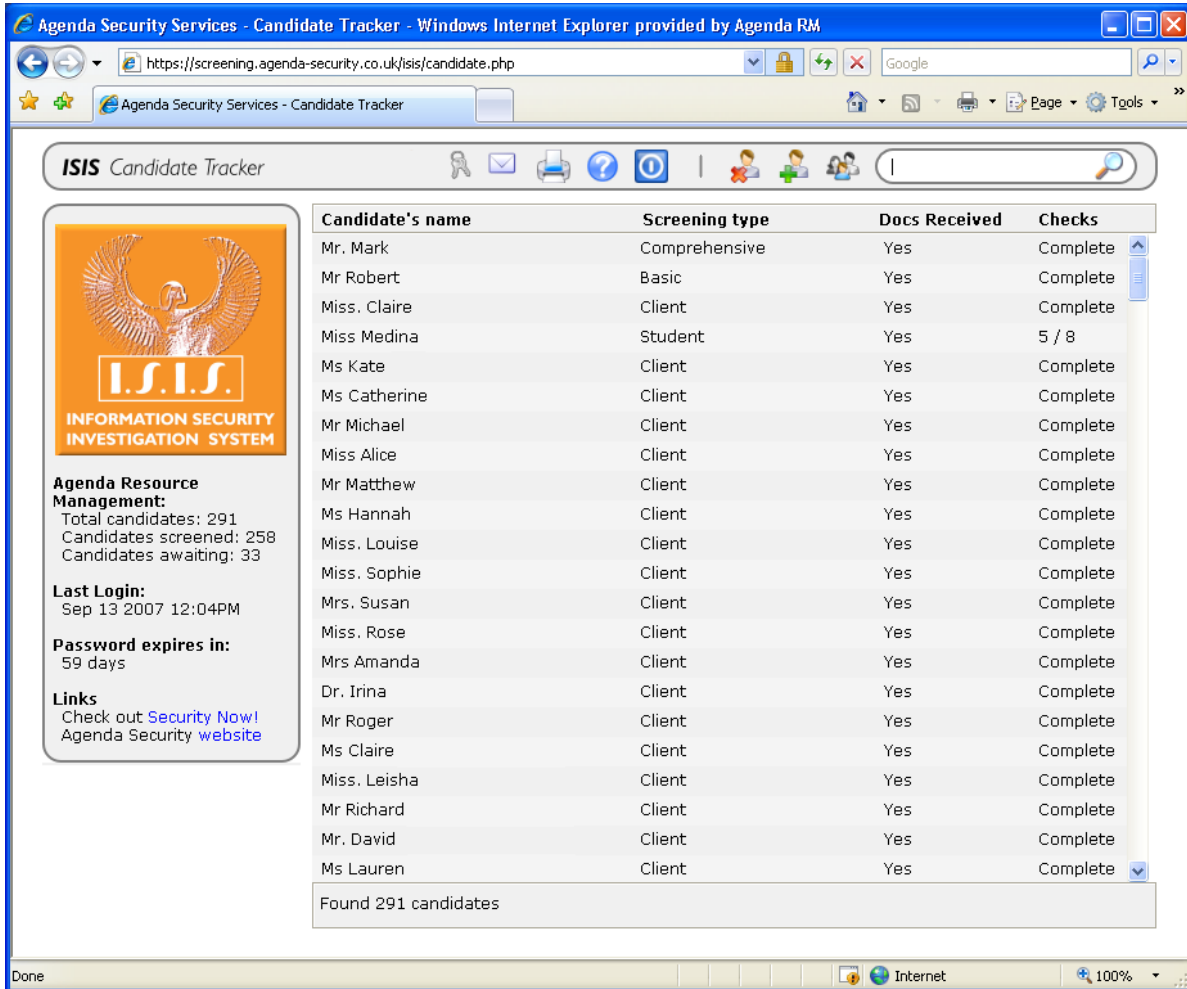 Agenda Security Services - Candidate Tracker - Windows Internet Explorer provided by Agenda RM
https://screening.agenda-security.co.uk/isis/candidate.php Google
Agenda Security Services - Candidate Tracker Page Tools »
ISIS Candidate Tracker
I.S.I.S.
INFORMATION SECURITY
INVESTIGATION SYSTEM
Agenda Resource
Management:
Total candidates: 291
Candidates screened: 258
Candidates awaiting: 33
Last Login:
Sep 13 2007 12:04PM
Password expires in:
59 days
Links
Check out Security Now!
Agenda Security website
Candidate's name Screening type Docs Received Checks
Mr. Mark Comprehensive Yes Complete
Mr Robert Basic Yes Complete
Miss. Claire Client Yes Complete
Miss Medina Student Yes 5 / 8
Ms Kate Client Yes Complete
Ms Catherine Client Yes Complete
Mr Michael Client Yes Complete
Miss Alice Client Yes Complete
Mr Matthew Client Yes Complete
Ms Hannah Client Yes Complete
Miss. Louise Client Yes Complete
Miss. Sophie Client Yes Complete
Mrs. Susan Client Yes Complete
Miss. Rose Client Yes Complete
Mrs Amanda Client Yes Complete
Dr. Irina Client Yes Complete
Mr Roger Client Yes Complete
Ms Claire Client Yes Complete
Miss. Leisha Client Yes Complete
Mr Richard Client Yes Complete
Mr. David Client Yes Complete
Ms Lauren Client Yes Complete
Found 291 candidates
Done Internet 100%